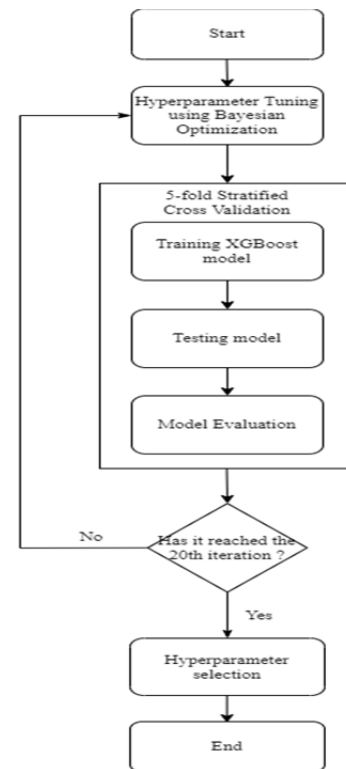 Start
Hyperparameter Tuning
using Bayesian
Optimization
5-fold Stratified
Cross Validation
Training XGBoost
model
Testing model
Model Evaluation
Has it reached the
20th iteration ?
No
Yes
Hyperparameter
selection
End